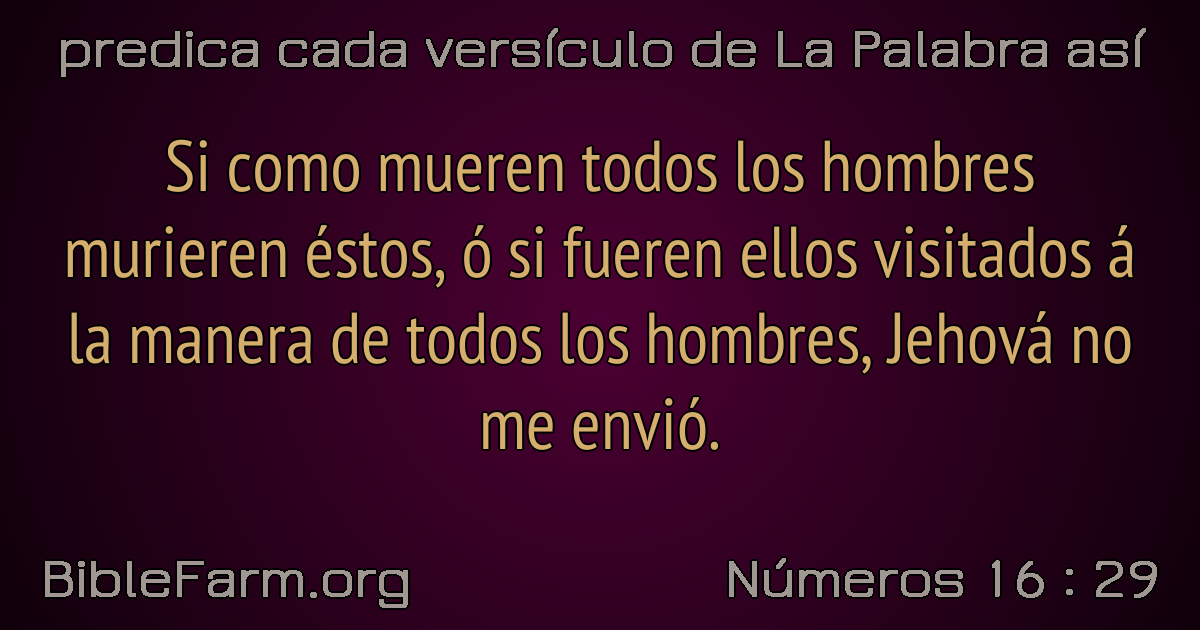 predica cada versículo de La Palabra así
Si como mueren todos los hombres
murieren éstos, ó si fueren ellos visitados á
la manera de todos los hombres, Jehová no
me envió.
BibleFarm.org
Números 16 : 29